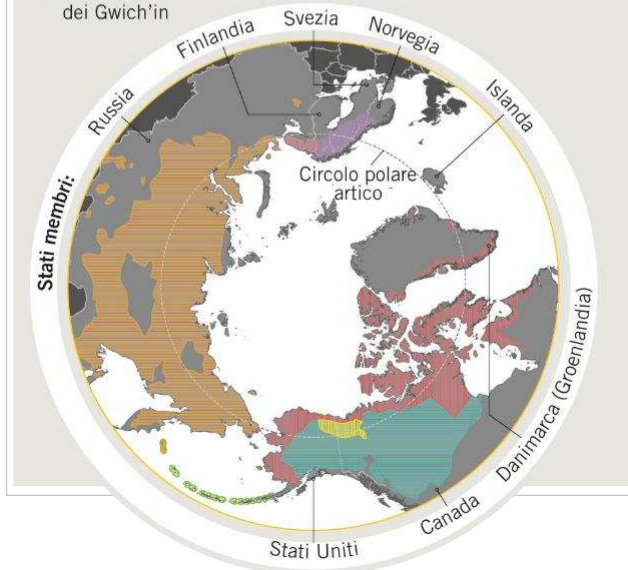 dei Gwich'in
Stati membri:
Russia
Finlandia
Svezia
Norvegia
Islanda
Circolo polare
artico
Danimarca (Groenlandia)
Canada
Stati Uniti